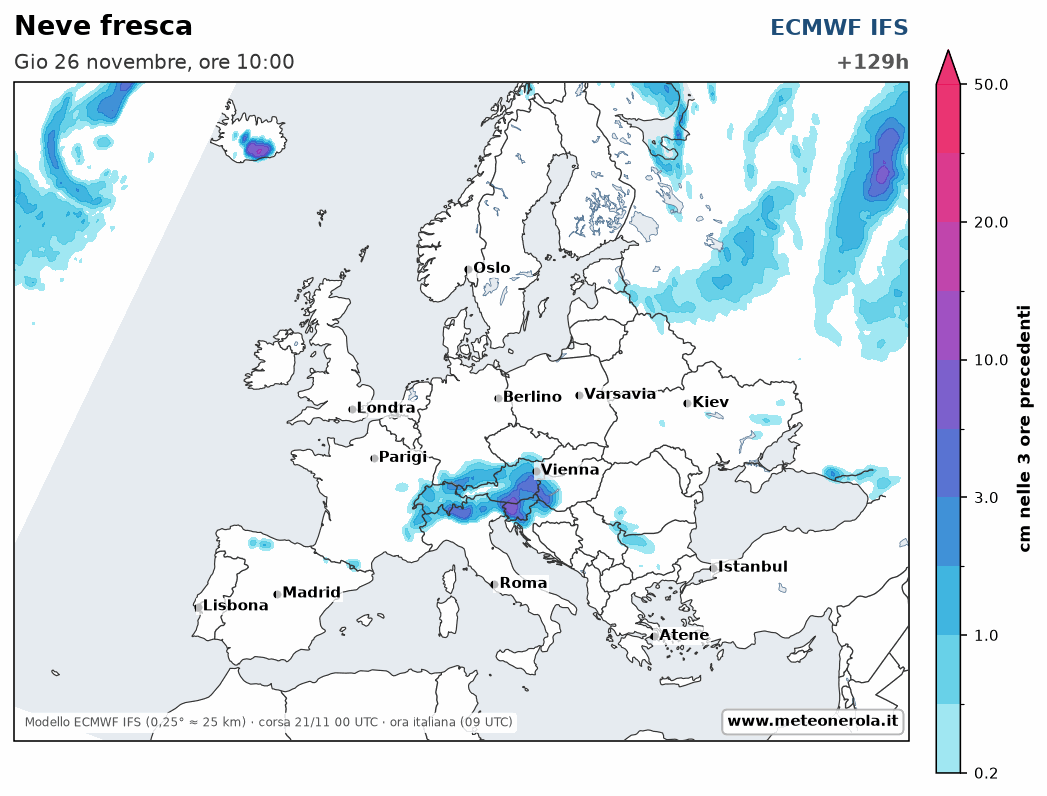 Neve fresca
ECMWF IFS
Gio 26 novembre, ore 10:00
+129h
50.0
20.0
10.0
3.0
1.0
0.2
cm nelle 3 ore precedenti
Oslo
Berlino
Varsavia
Kiev
Londra
Parigi
Vienna
Istanbul
Roma
Madrid
Lisbona
Atene
Modello ECMWF IFS (0,25° ≈ 25 km) · corsa 21/11 00 UTC · ora italiana (09 UTC)
www.meteonerola.it